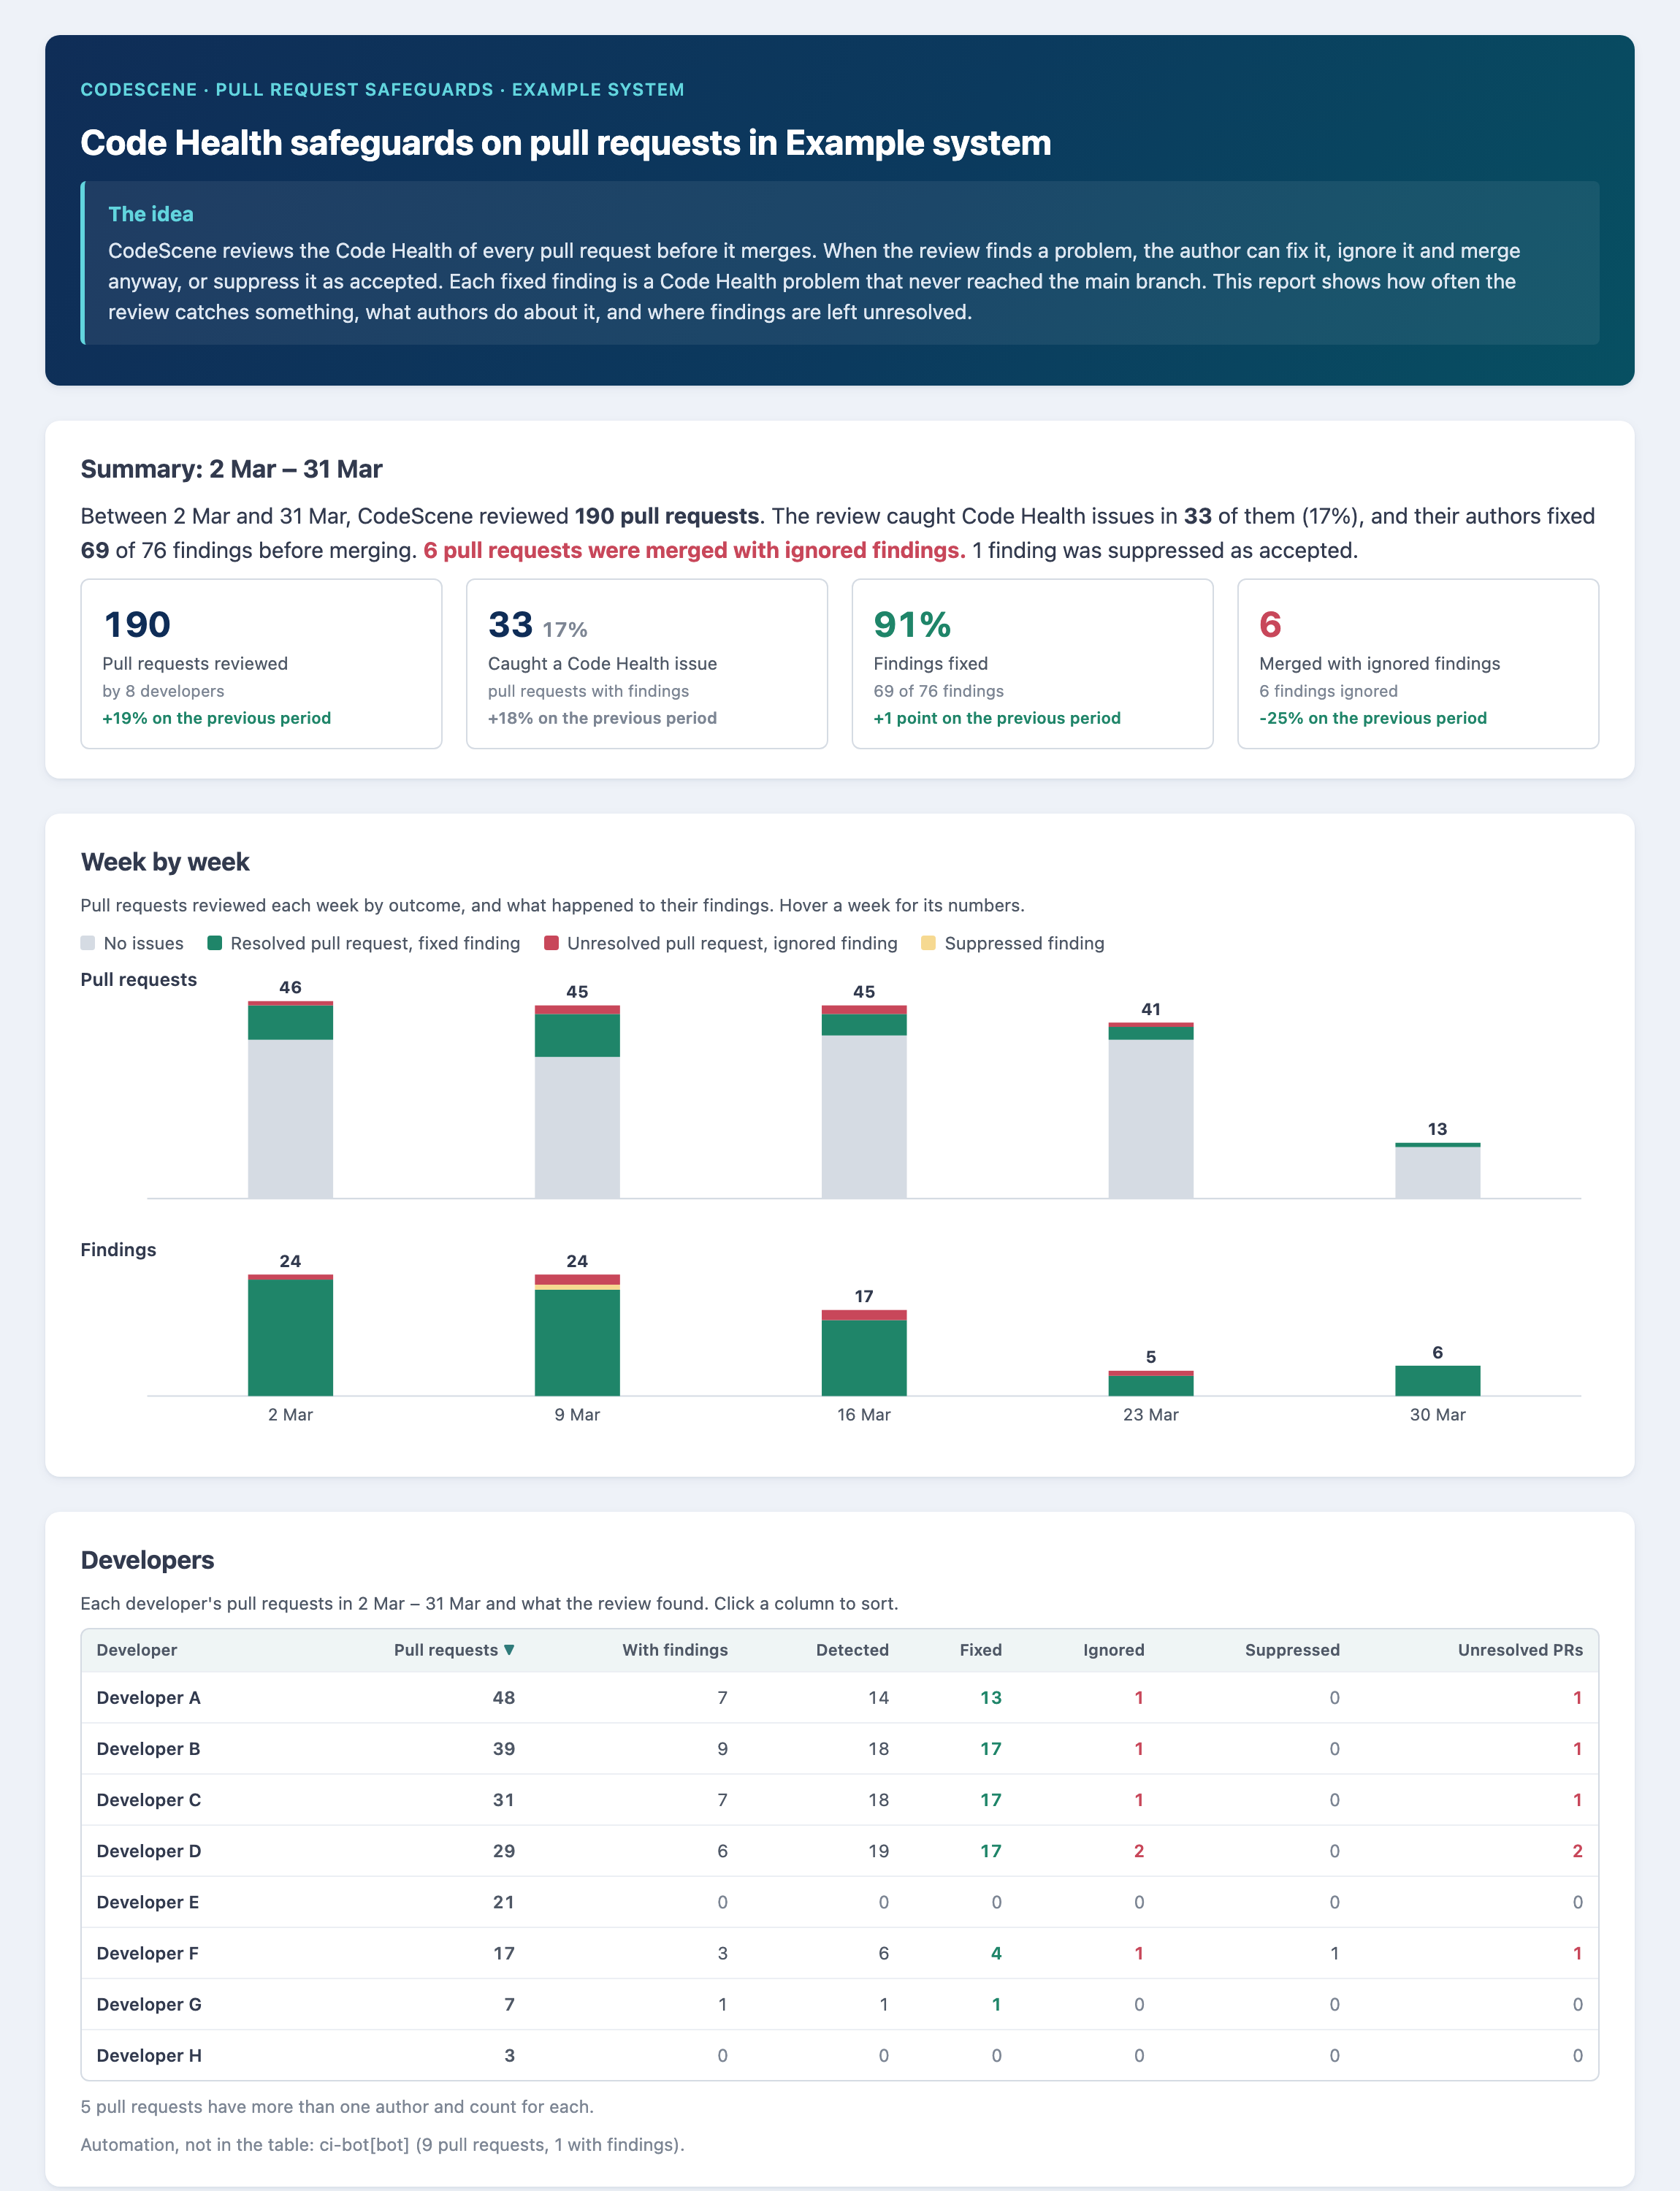 CODESCENE · PULL REQUEST SAFEGUARDS · EXAMPLE SYSTEM
Code Health safeguards on pull requests in Example system
The idea
CodeScene reviews the Code Health of every pull request before it merges. When the review finds a problem, the author can fix it, ignore it and merge
anyway, or suppress it as accepted. Each fixed finding is a Code Health problem that never reached the main branch. This report shows how often the
review catches something, what authors do about it, and where findings are left unresolved.
Summary: 2 Mar – 31 Mar
Between 2 Mar and 31 Mar, CodeScene reviewed 190 pull requests. The review caught Code Health issues in 33 of them (17%), and their authors fixed
69 of 76 findings before merging. 6 pull requests were merged with ignored findings. 1 finding was suppressed as accepted.
190
Pull requests reviewed
by 8 developers
+19% on the previous period
33 17%
Caught a Code Health issue
pull requests with findings
+18% on the previous period
91%
Findings fixed
69 of 76 findings
+1 point on the previous period
6
Merged with ignored findings
6 findings ignored
-25% on the previous period
Week by week
Pull requests reviewed each week by outcome, and what happened to their findings. Hover a week for its numbers.
No issues Resolved pull request, fixed finding Unresolved pull request, ignored finding Suppressed finding
Pull requests
46 45 45 41 13
Findings
24 24 17 5 6
2 Mar 9 Mar 16 Mar 23 Mar 30 Mar
Developers
Each developer's pull requests in 2 Mar – 31 Mar and what the review found. Click a column to sort.
Developer Pull requests ▼ With findings Detected Fixed Ignored Suppressed Unresolved PRs
Developer A 48 7 14 13 1 0 1
Developer B 39 9 18 17 1 0 1
Developer C 31 7 18 17 1 0 1
Developer D 29 6 19 17 2 0 2
Developer E 21 0 0 0 0 0 0
Developer F 17 3 6 4 1 1 1
Developer G 7 1 1 1 0 0 0
Developer H 3 0 0 0 0 0 0
5 pull requests have more than one author and count for each.
Automation, not in the table: ci-bot[bot] (9 pull requests, 1 with findings).